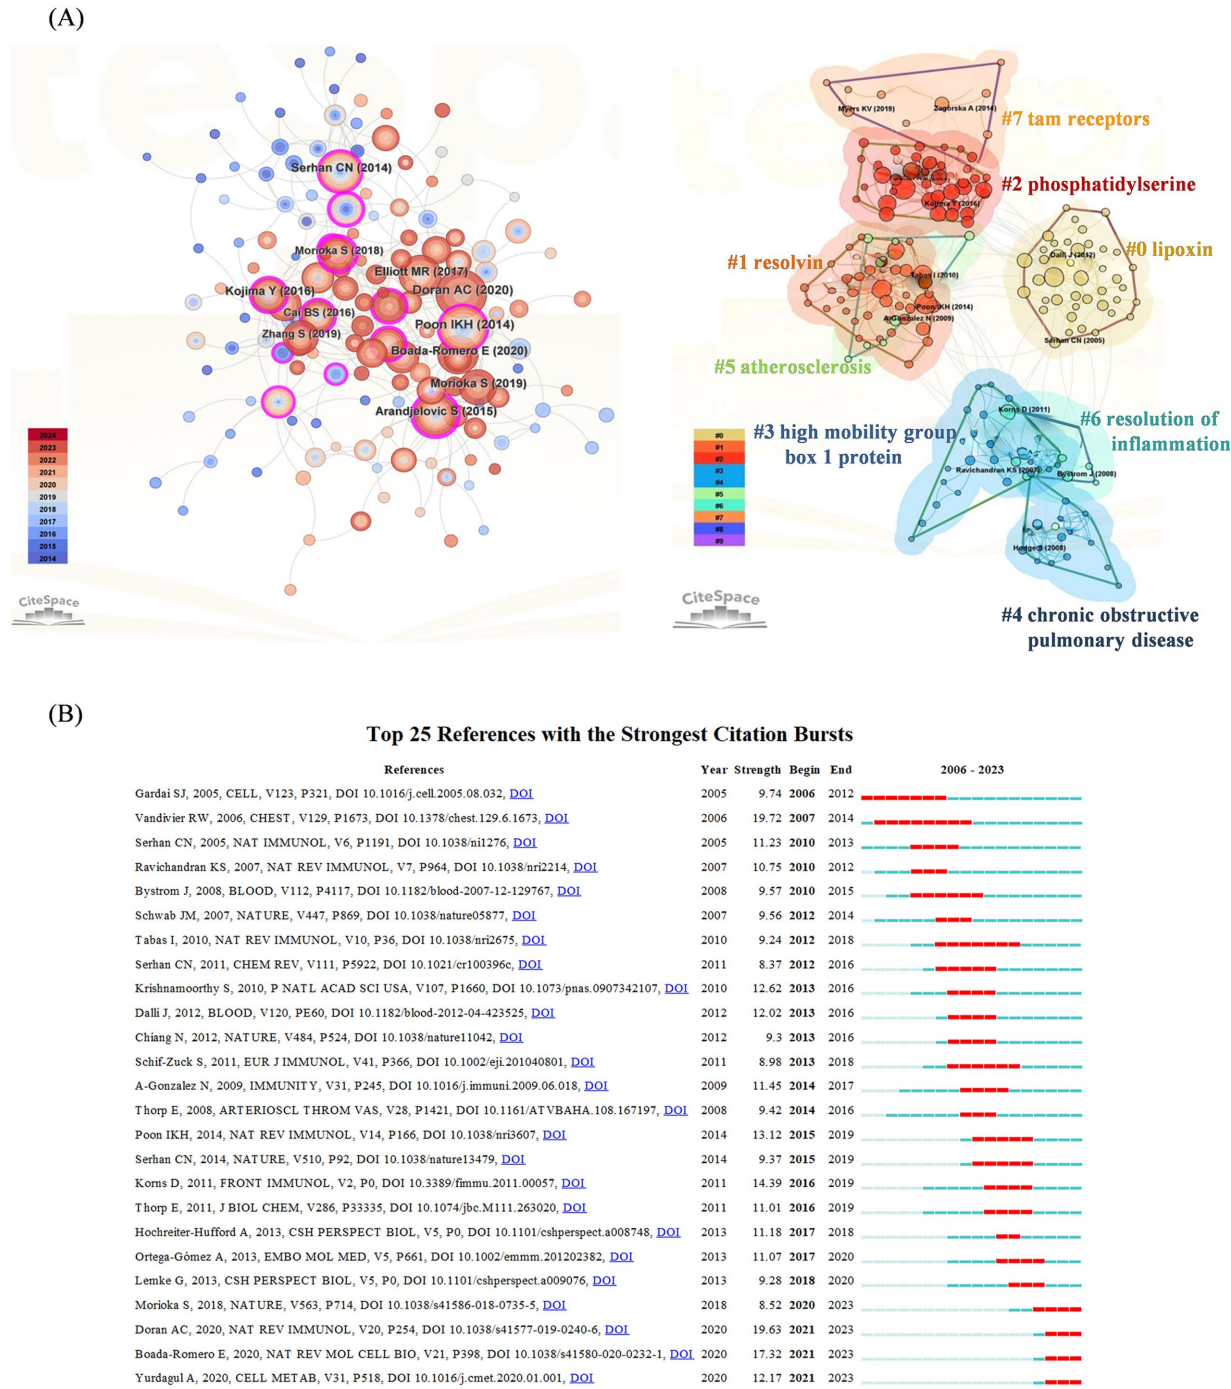 (A)
Serhan CN (2014)
Morioka S (2018)
Elliott MR (2017)
Kojima Y (2016)
Doran AC (2020)
Cai BS (2016)
Poon IKH (2014)
Zhang S (2019)
Boada-Romero E (2020)
Morioka S (2019)
Arandjelovic S (2015)
2024
2023
2022
2021
2020
2019
2018
2017
2016
2015
2014
CiteSpace
Myers KV (2019)
Zagorska A (2014)
#7 tam receptors
#2 phosphatidylserine
Kojima Y (2016)
#0 lipoxin
Dalli J (2012)
#1 resolvin
Tabas I (2010)
Poon IKH (2014)
A-Gonzalez N (2009)
Serhan CN (2005)
#5 atherosclerosis
Korns D (2011)
#6 resolution of
inflammation
#3 high mobility group
box 1 protein
Ravichandran KS (2007)
Bystrom J (2008)
Hodge S (2008)
#0
#1
#2
#3
#4
#5
#6
#7
#8
#9
CiteSpace
#4 chronic obstructive
pulmonary disease
(B)
Top 25 References with the Strongest Citation Bursts
References Year Strength Begin End 2006 - 2023
Gardai SJ, 2005, CELL, V123, P321, DOI 10.1016/j.cell.2005.08.032, DOI 2005 9.74 2006 2012
Vandivier RW, 2006, CHEST, V129, P1673, DOI 10.1378/chest.129.6.1673, DOI 2006 19.72 2007 2014
Serhan CN, 2005, NAT IMMUNOL, V6, P1191, DOI 10.1038/ni1276, DOI 2005 11.23 2010 2013
Ravichandran KS, 2007, NAT REV IMMUNOL, V7, P964, DOI 10.1038/nri2214, DOI 2007 10.75 2010 2012
Bystrom J, 2008, BLOOD, V112, P4117, DOI 10.1182/blood-2007-12-129767, DOI 2008 9.57 2010 2015
Schwab JM, 2007, NATURE, V447, P869, DOI 10.1038/nature05877, DOI 2007 9.56 2012 2014
Tabas I, 2010, NAT REV IMMUNOL, V10, P36, DOI 10.1038/nri2675, DOI 2010 9.24 2012 2018
Serhan CN, 2011, CHEM REV, V111, P5922, DOI 10.1021/cr100396c, DOI 2011 8.37 2012 2016
Krishnamoorthy S, 2010, P NATL ACAD SCI USA, V107, P1660, DOI 10.1073/pnas.0907342107, DOI 2010 12.62 2013 2016
Dalli J, 2012, BLOOD, V120, PE60, DOI 10.1182/blood-2012-04-423525, DOI 2012 12.02 2013 2016
Chiang N, 2012, NATURE, V484, P524, DOI 10.1038/nature11042, DOI 2012 9.3 2013 2016
Schif-Zuck S, 2011, EUR J IMMUNOL, V41, P366, DOI 10.1002/eji.201040801, DOI 2011 8.98 2013 2018
A-Gonzalez N, 2009, IMMUNITY, V31, P245, DOI 10.1016/j.immuni.2009.06.018, DOI 2009 11.45 2014 2017
Thorp E, 2008, ARTERIOSCL THROM VAS, V28, P1421, DOI 10.1161/ATVBAHA.108.167197, DOI 2008 9.42 2014 2016
Poon IKH, 2014, NAT REV IMMUNOL, V14, P166, DOI 10.1038/nri3607, DOI 2014 13.12 2015 2019
Serhan CN, 2014, NATURE, V510, P92, DOI 10.1038/nature13479, DOI 2014 9.37 2015 2019
Korns D, 2011, FRONT IMMUNOL, V2, P0, DOI 10.3389/fimmu.2011.00057, DOI 2011 14.39 2016 2019
Thorp E, 2011, J BIOL CHEM, V286, P33335, DOI 10.1074/jbc.M111.263020, DOI 2011 11.01 2016 2019
Hochreiter-Hufford A, 2013, CSH PERSPECT BIOL, V5, P0, DOI 10.1101/cshperspect.a008748, DOI 2013 11.18 2017 2018
Ortega-Gómez A, 2013, EMBO MOL MED, V5, P661, DOI 10.1002/emmm.201202382, DOI 2013 11.07 2017 2020
Lemke G, 2013, CSH PERSPECT BIOL, V5, P0, DOI 10.1101/cshperspect.a009076, DOI 2013 9.28 2018 2020
Morioka S, 2018, NATURE, V563, P714, DOI 10.1038/s41586-018-0735-5, DOI 2018 8.52 2020 2023
Doran AC, 2020, NAT REV IMMUNOL, V20, P254, DOI 10.1038/s41577-019-0240-6, DOI 2020 19.63 2021 2023
Boada-Romero E, 2020, NAT REV MOL CELL BIO, V21, P398, DOI 10.1038/s41580-020-0232-1, DOI 2020 17.32 2021 2023
Yurdagul A, 2020, CELL METAB, V31, P518, DOI 10.1016/j.cmet.2020.01.001, DOI 2020 12.17 2021 2023